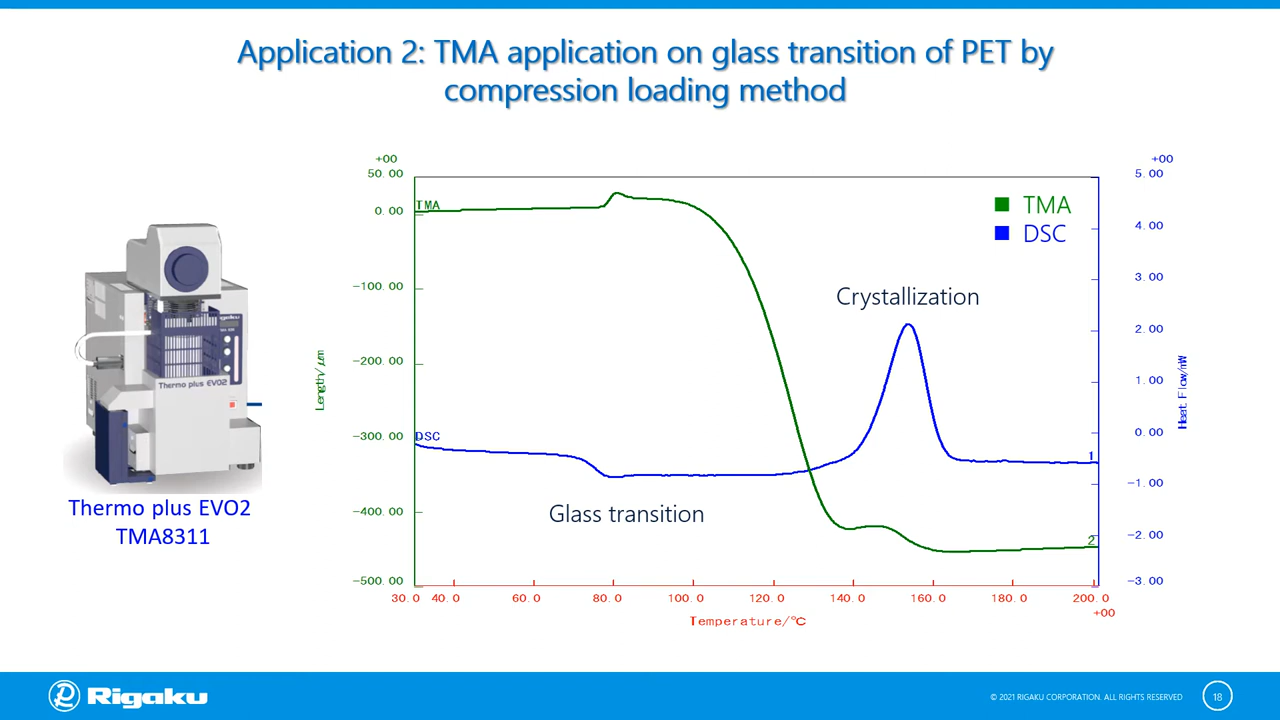 Application 2: TMA application on glass transition of PET by
compression loading method
+00
50.00
0.00
-100.00
-200.00
-300.00
-400.00
-500.00
Length/μm
TMA
DSC
TMA
DSC
Crystallization
Glass transition
1
2
+00
5.00
4.00
3.00
2.00
1.00
0.00
-1.00
-2.00
-3.00
Heat Flow/mW
30.0 40.0 60.0 80.0 100.0 120.0 140.0 160.0 180.0 200.0
+00
Temperature/℃
Rigaku
Thermo plus EVO2
Thermo plus EVO2
TMA8311
Rigaku
© 2021 RIGAKU CORPORATION. ALL RIGHTS RESERVED
18